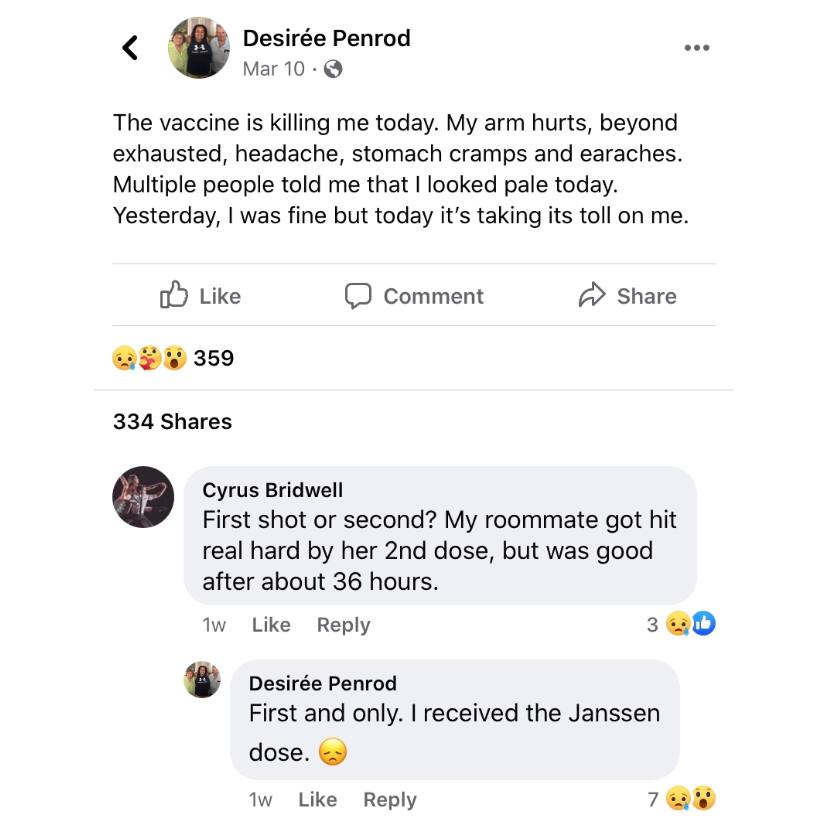 Desirée Penrod
Mar 10 ·
The vaccine is killing me today. My arm hurts, beyond
exhausted, headache, stomach cramps and earaches.
Multiple people told me that I looked pale today.
Yesterday, I was fine but today it's taking its toll on me.
Like Comment Share
359
334 Shares
Cyrus Bridwell
First shot or second? My roommate got hit
real hard by her 2nd dose, but was good
after about 36 hours.
1w Like Reply 3
Desirée Penrod
First and only. I received the Janssen
dose. 😞
1w Like Reply 7